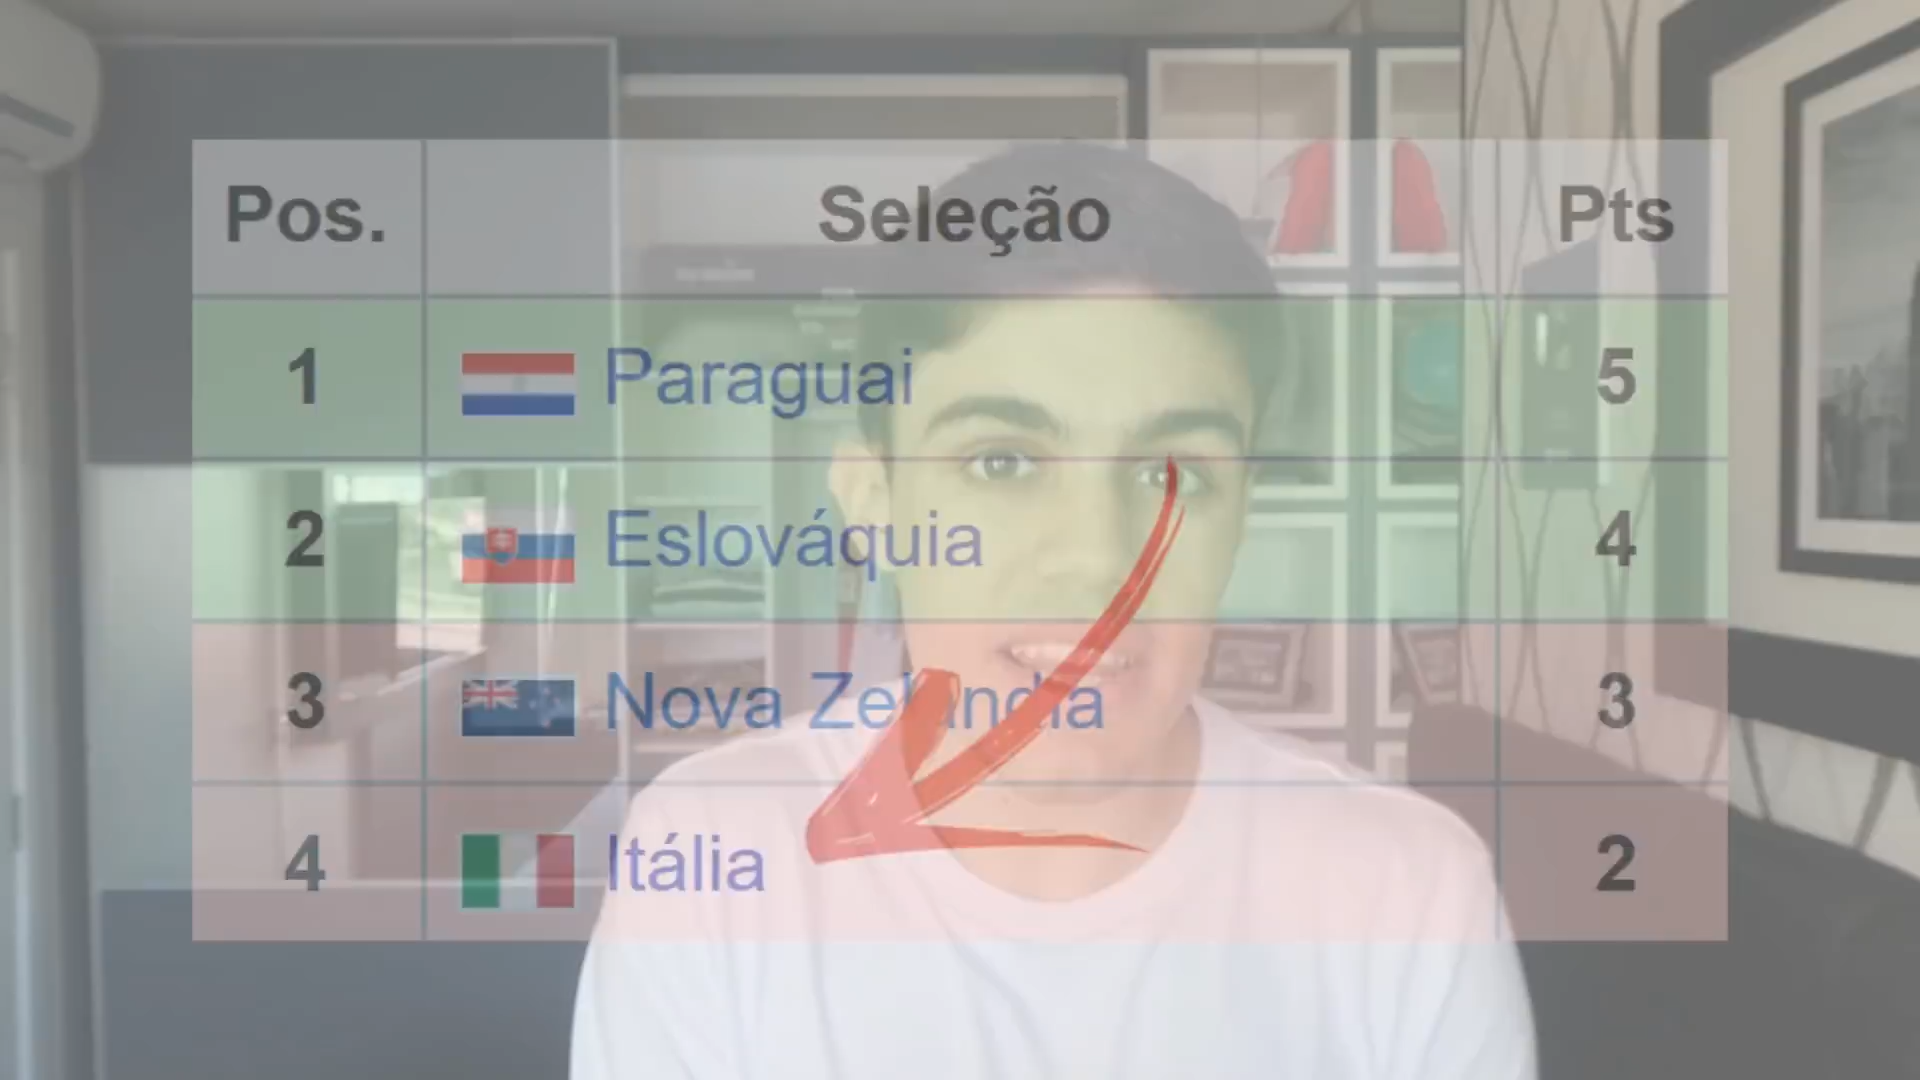 Pos. Seleção Pts
1 Paraguai 5
2 Eslováquia 4
3 Nova Zelândia 3
4 Itália 2